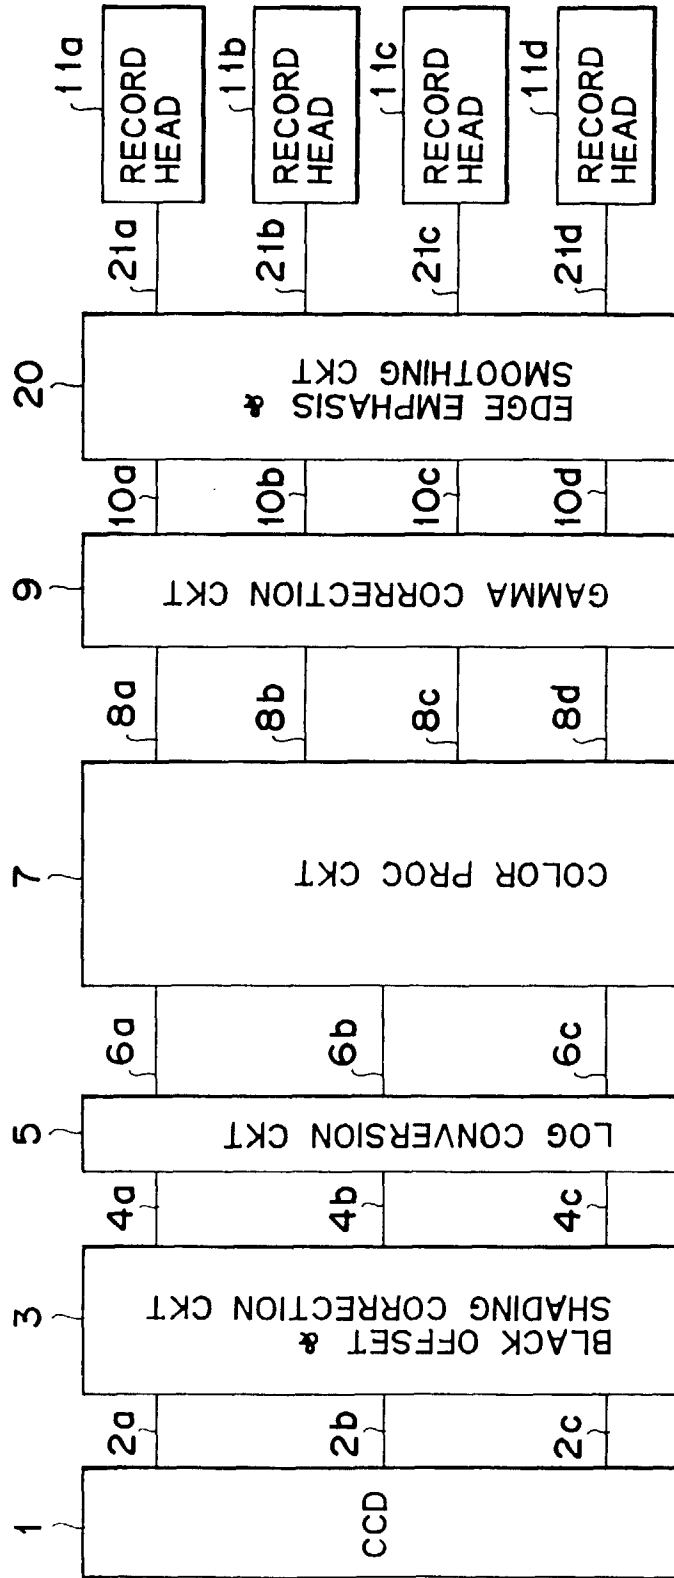 1
CCD
2a
2b
2c
3
BLACK OFFSET &
SHADING CORRECTION CKT
4a
4b
4c
5
LOG CONVERSION CKT
6a
6b
6c
7
COLOR PROC CKT
8a
8b
8c
8d
9
GAMMA CORRECTION CKT
10a
10b
10c
10d
20
EDGE EMPHASIS &
SMOOTHING CKT
21a
21b
21c
21d
11a
RECORD
HEAD
11b
RECORD
HEAD
11c
RECORD
HEAD
11d
RECORD
HEAD